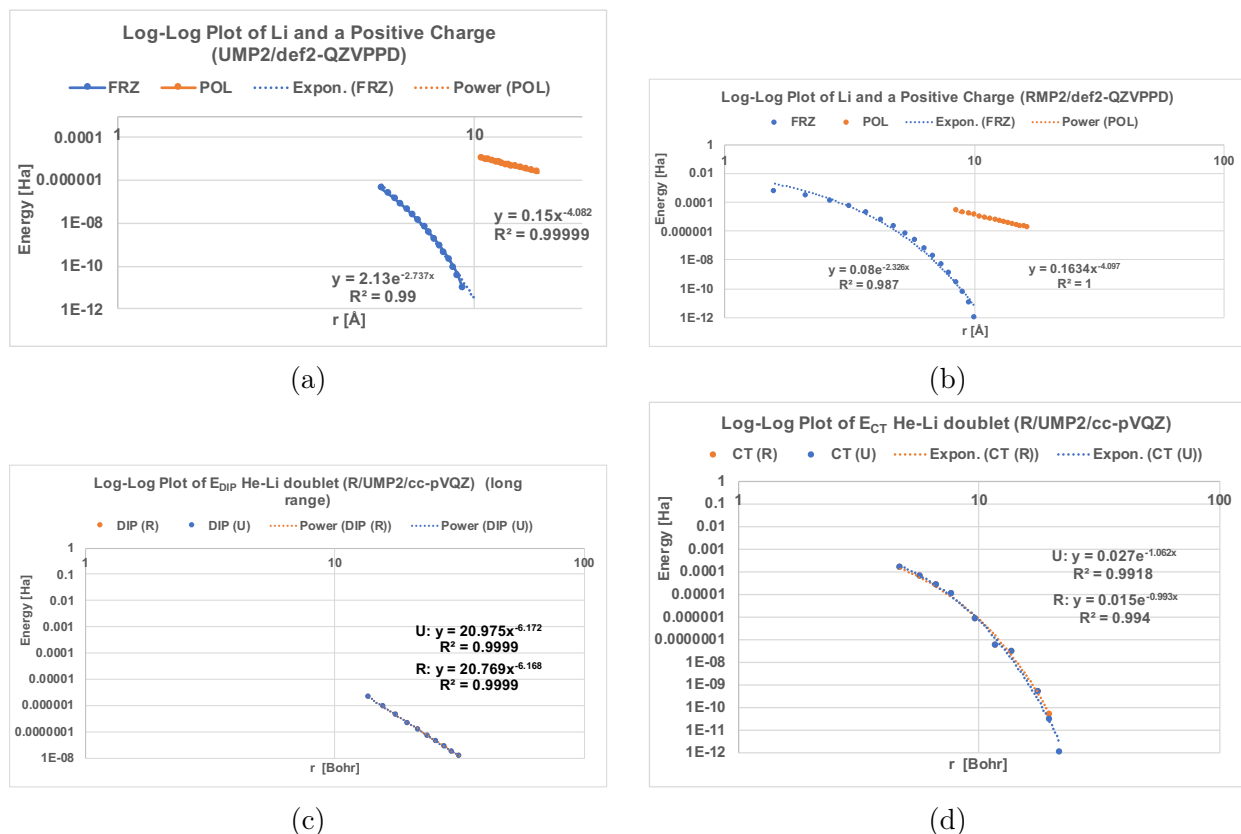 Log-Log Plot of Li and a Positive Charge
(UMP2/def2-QZVPPD)
FRZ POL Expon. (FRZ) Power (POL)
1 10
0.0001
0.000001
1E-08
1E-10
1E-12
Energy [Ha]
y = 0.15x^-4.082
R² = 0.99999
y = 2.13e^-2.737x
R² = 0.99
r [Å]
(a)
Log-Log Plot of Li and a Positive Charge (RMP2/def2-QZVPPD)
FRZ POL Expon. (FRZ) Power (POL)
1 10 100
1
0.01
0.0001
0.000001
1E-08
1E-10
1E-12
Energy [Ha]
y = 0.08e^-2.326x
R² = 0.987
y = 0.1634x^-4.097
R² = 1
r [Å]
(b)
Log-Log Plot of E_DIP He-Li doublet (R/UMP2/cc-pVQZ) (long
range)
DIP (R) DIP (U) Power (DIP (R)) Power (DIP (U))
1 10 100
1
0.1
0.01
0.001
0.0001
0.00001
0.000001
0.0000001
1E-08
Energy [Ha]
U: y = 20.975x^-6.172
R² = 0.9999
R: y = 20.769x^-6.168
R² = 0.9999
r [Bohr]
(c)
Log-Log Plot of E_CT He-Li doublet (R/UMP2/cc-pVQZ)
CT (R) CT (U) Expon. (CT (R)) Expon. (CT (U))
1 10 100
1
0.1
0.01
0.001
0.0001
0.00001
0.000001
0.0000001
1E-08
1E-09
1E-10
1E-11
1E-12
Energy [Ha]
U: y = 0.027e^-1.062x
R² = 0.9918
R: y = 0.015e^-0.993x
R² = 0.994
r [Bohr]
(d)